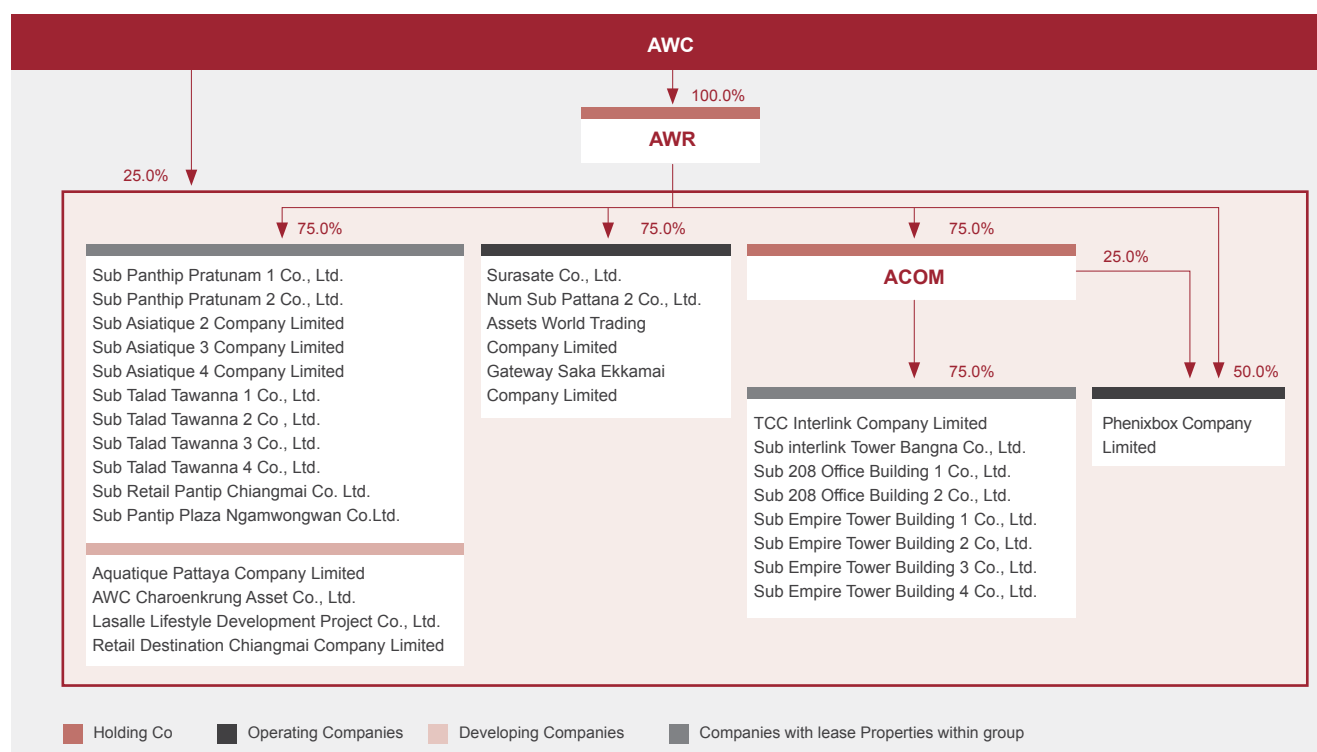 AWC
100.0%
AWR
25.0%
75.0%
75.0%
75.0%
Sub Panthip Pratunam 1 Co., Ltd.
Sub Panthip Pratunam 2 Co., Ltd.
Sub Asiatique 2 Company Limited
Sub Asiatique 3 Company Limited
Sub Asiatique 4 Company Limited
Sub Talad Tawanna 1 Co., Ltd.
Sub Talad Tawanna 2 Co , Ltd.
Sub Talad Tawanna 3 Co., Ltd.
Sub Talad Tawanna 4 Co., Ltd.
Sub Retail Pantip Chiangmai Co. Ltd.
Sub Pantip Plaza Ngamwongwan Co.Ltd.
Aquatique Pattaya Company Limited
AWC Charoenkrung Asset Co., Ltd.
Lasalle Lifestyle Development Project Co., Ltd.
Retail Destination Chiangmai Company Limited
Surasate Co., Ltd.
Num Sub Pattana 2 Co., Ltd.
Assets World Trading
Company Limited
Gateway Saka Ekkamai
Company Limited
ACOM
25.0%
75.0%
50.0%
TCC Interlink Company Limited
Sub interlink Tower Bangna Co., Ltd.
Sub 208 Office Building 1 Co., Ltd.
Sub 208 Office Building 2 Co., Ltd.
Sub Empire Tower Building 1 Co., Ltd.
Sub Empire Tower Building 2 Co, Ltd.
Sub Empire Tower Building 3 Co., Ltd.
Sub Empire Tower Building 4 Co., Ltd.
Phenixbox Company
Limited
Holding Co
Operating Companies
Developing Companies
Companies with lease Properties within group